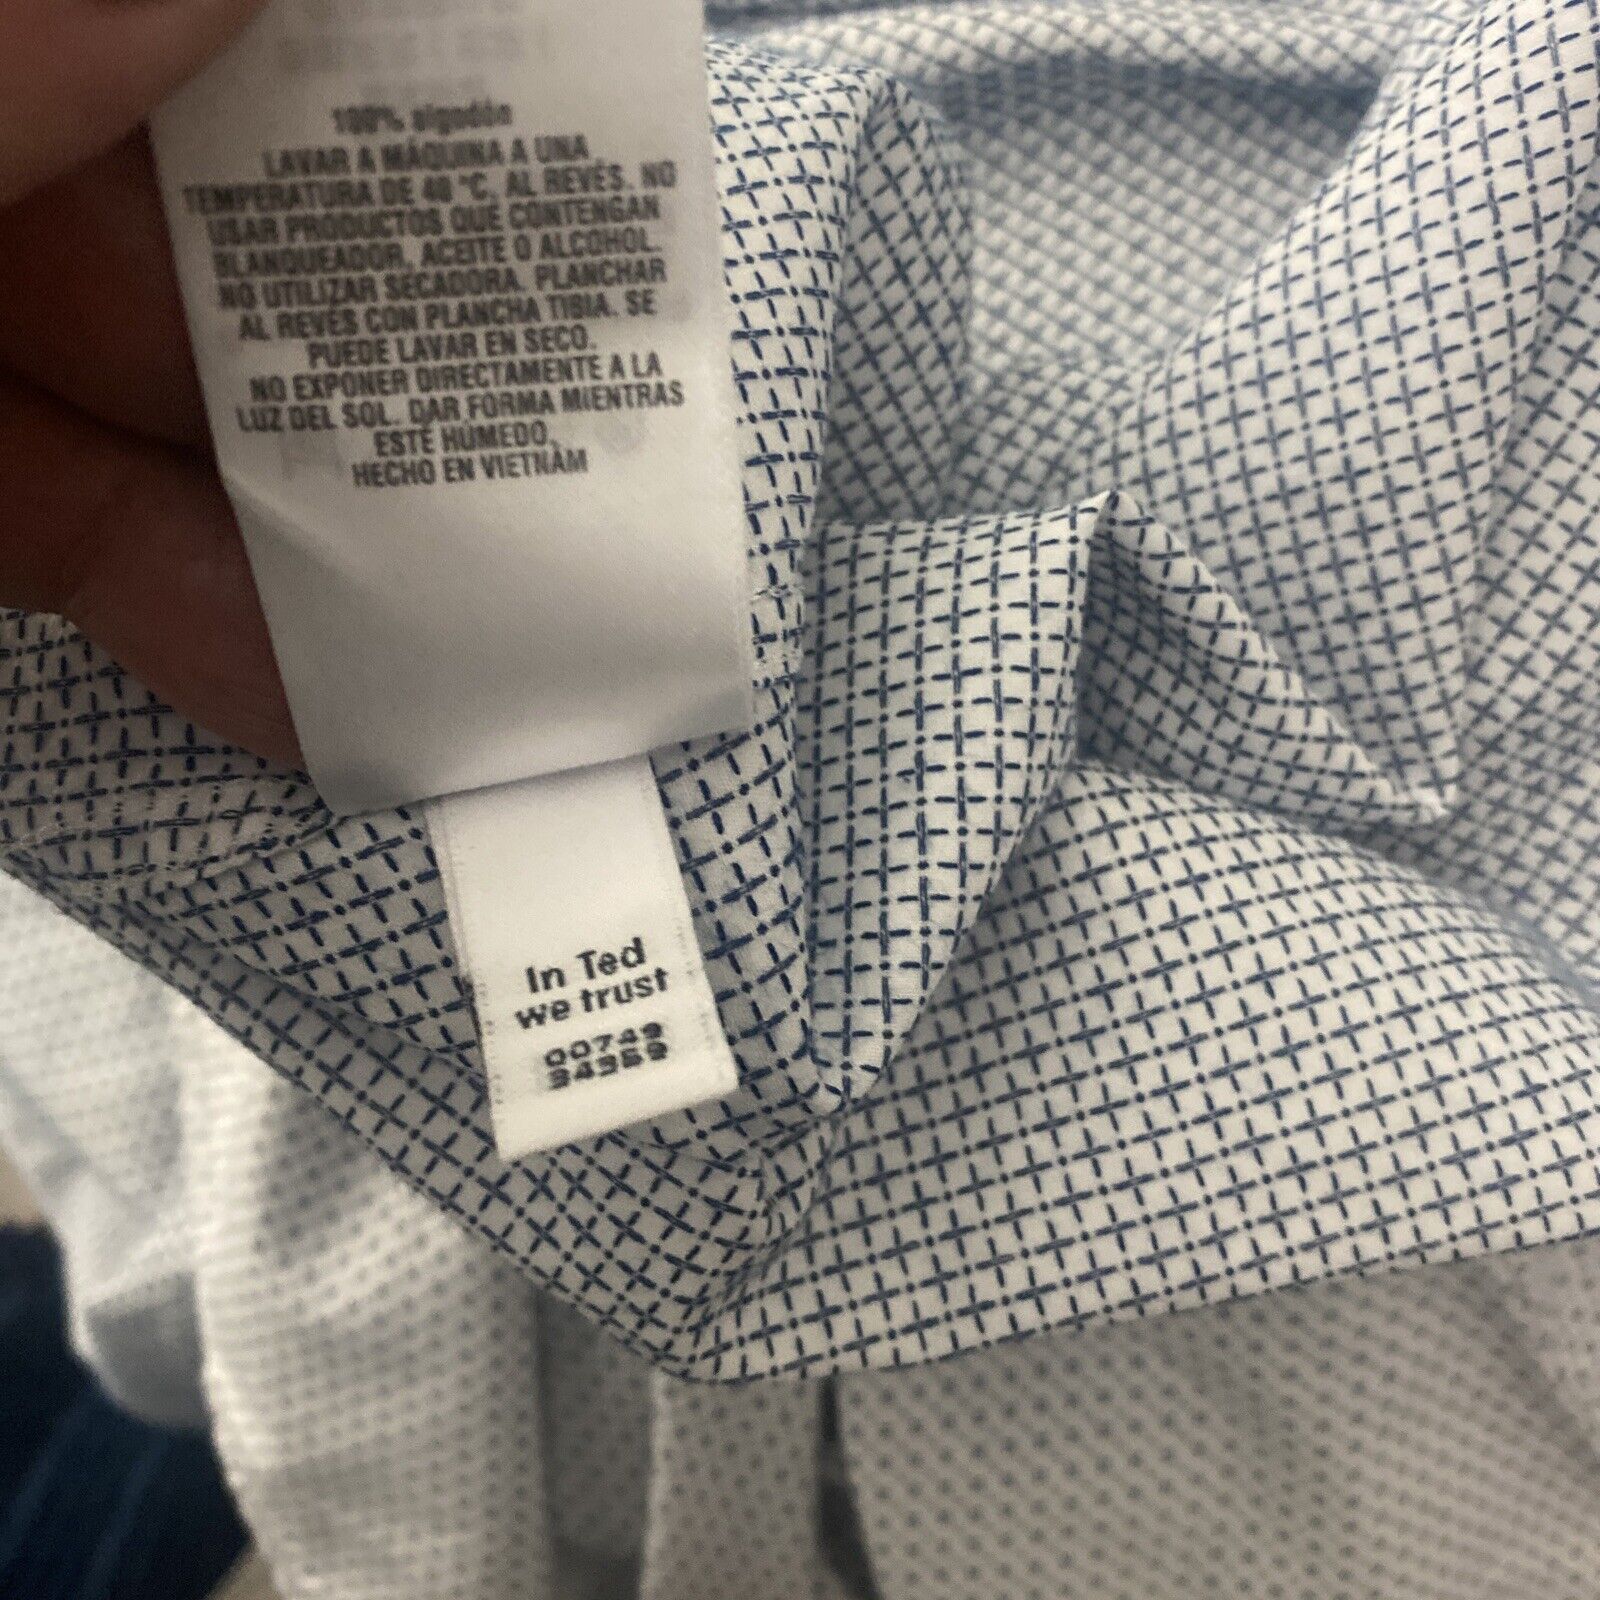 100% algodón
LAVAR A MÁQUINA A UNA
TEMPERATURA DE 40 °C, AL REVÉS. NO
USAR PRODUCTOS QUE CONTENGAN
BLANQUEADOR, ACEITE O ALCOHOL.
NO UTILIZAR SECADORA. PLANCHAR
AL REVÉS CON PLANCHA TIBIA. SE
PUEDE LAVAR EN SECO.
NO EXPONER DIRECTAMENTE A LA
LUZ DEL SOL. DAR FORMA MIENTRAS
ESTÉ HÚMEDO.
HECHO EN VIETNAM
In Ted
we trust
00749
34359